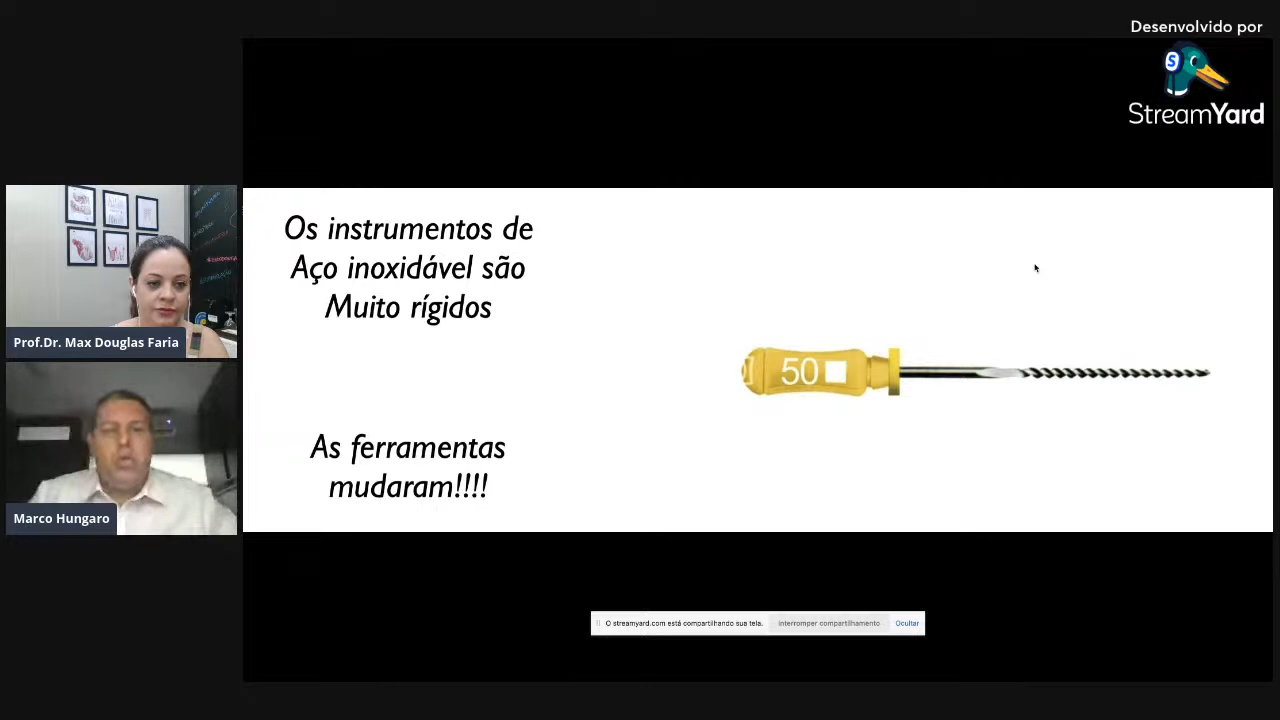 Desenvolvido por
S
StreamYard
Os instrumentos de
Aço inoxidável são
Muito rígidos
50
As ferramentas
mudaram!!!!
Prof.Dr. Max Douglas Faria
Marco Hungaro
O streamyard.com está compartilhando sua tela.
Interromper compartilhamento
Ocultar